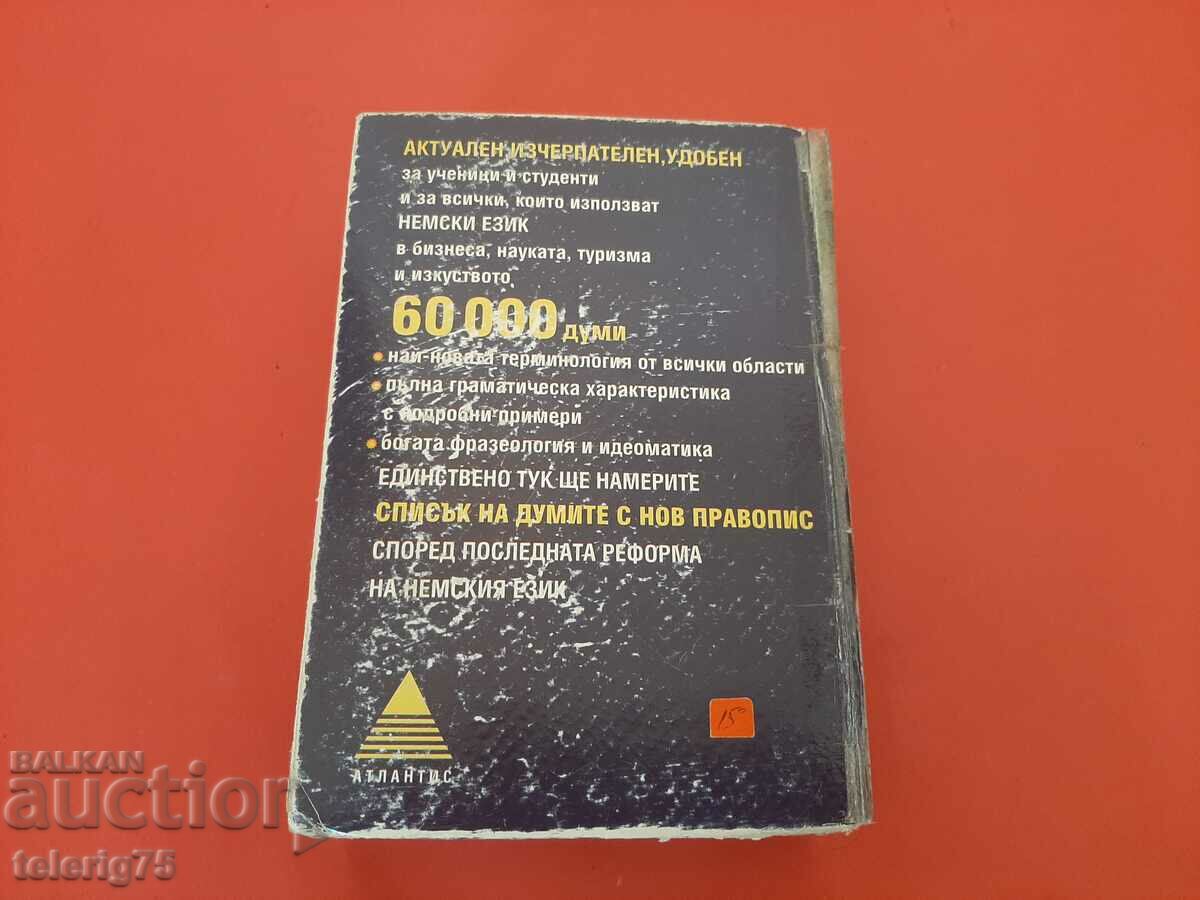 АКТУАЛЕН, ИЗЧЕРПАТЕЛЕН, УДОБЕН
за ученици и студенти
и за всички, които използват
НЕМСКИ ЕЗИК
в бизнеса, науката, туризма
и изкуството
60 000 думи
• най-новата терминология от всички области
• пълна граматическа характеристика
с подробни примери
• богата фразеология и идеоматика
ЕДИНСТВЕНО ТУК ЩЕ НАМЕРИТЕ
СПИСЪК НА ДУМИТЕ С НОВ ПРАВОПИС
СПОРЕД ПОСЛЕДНАТА РЕФОРМА
НА НЕМСКИЯ ЕЗИК
АТЛАНТИС
15⁰
BALKAN
auction
telerig75